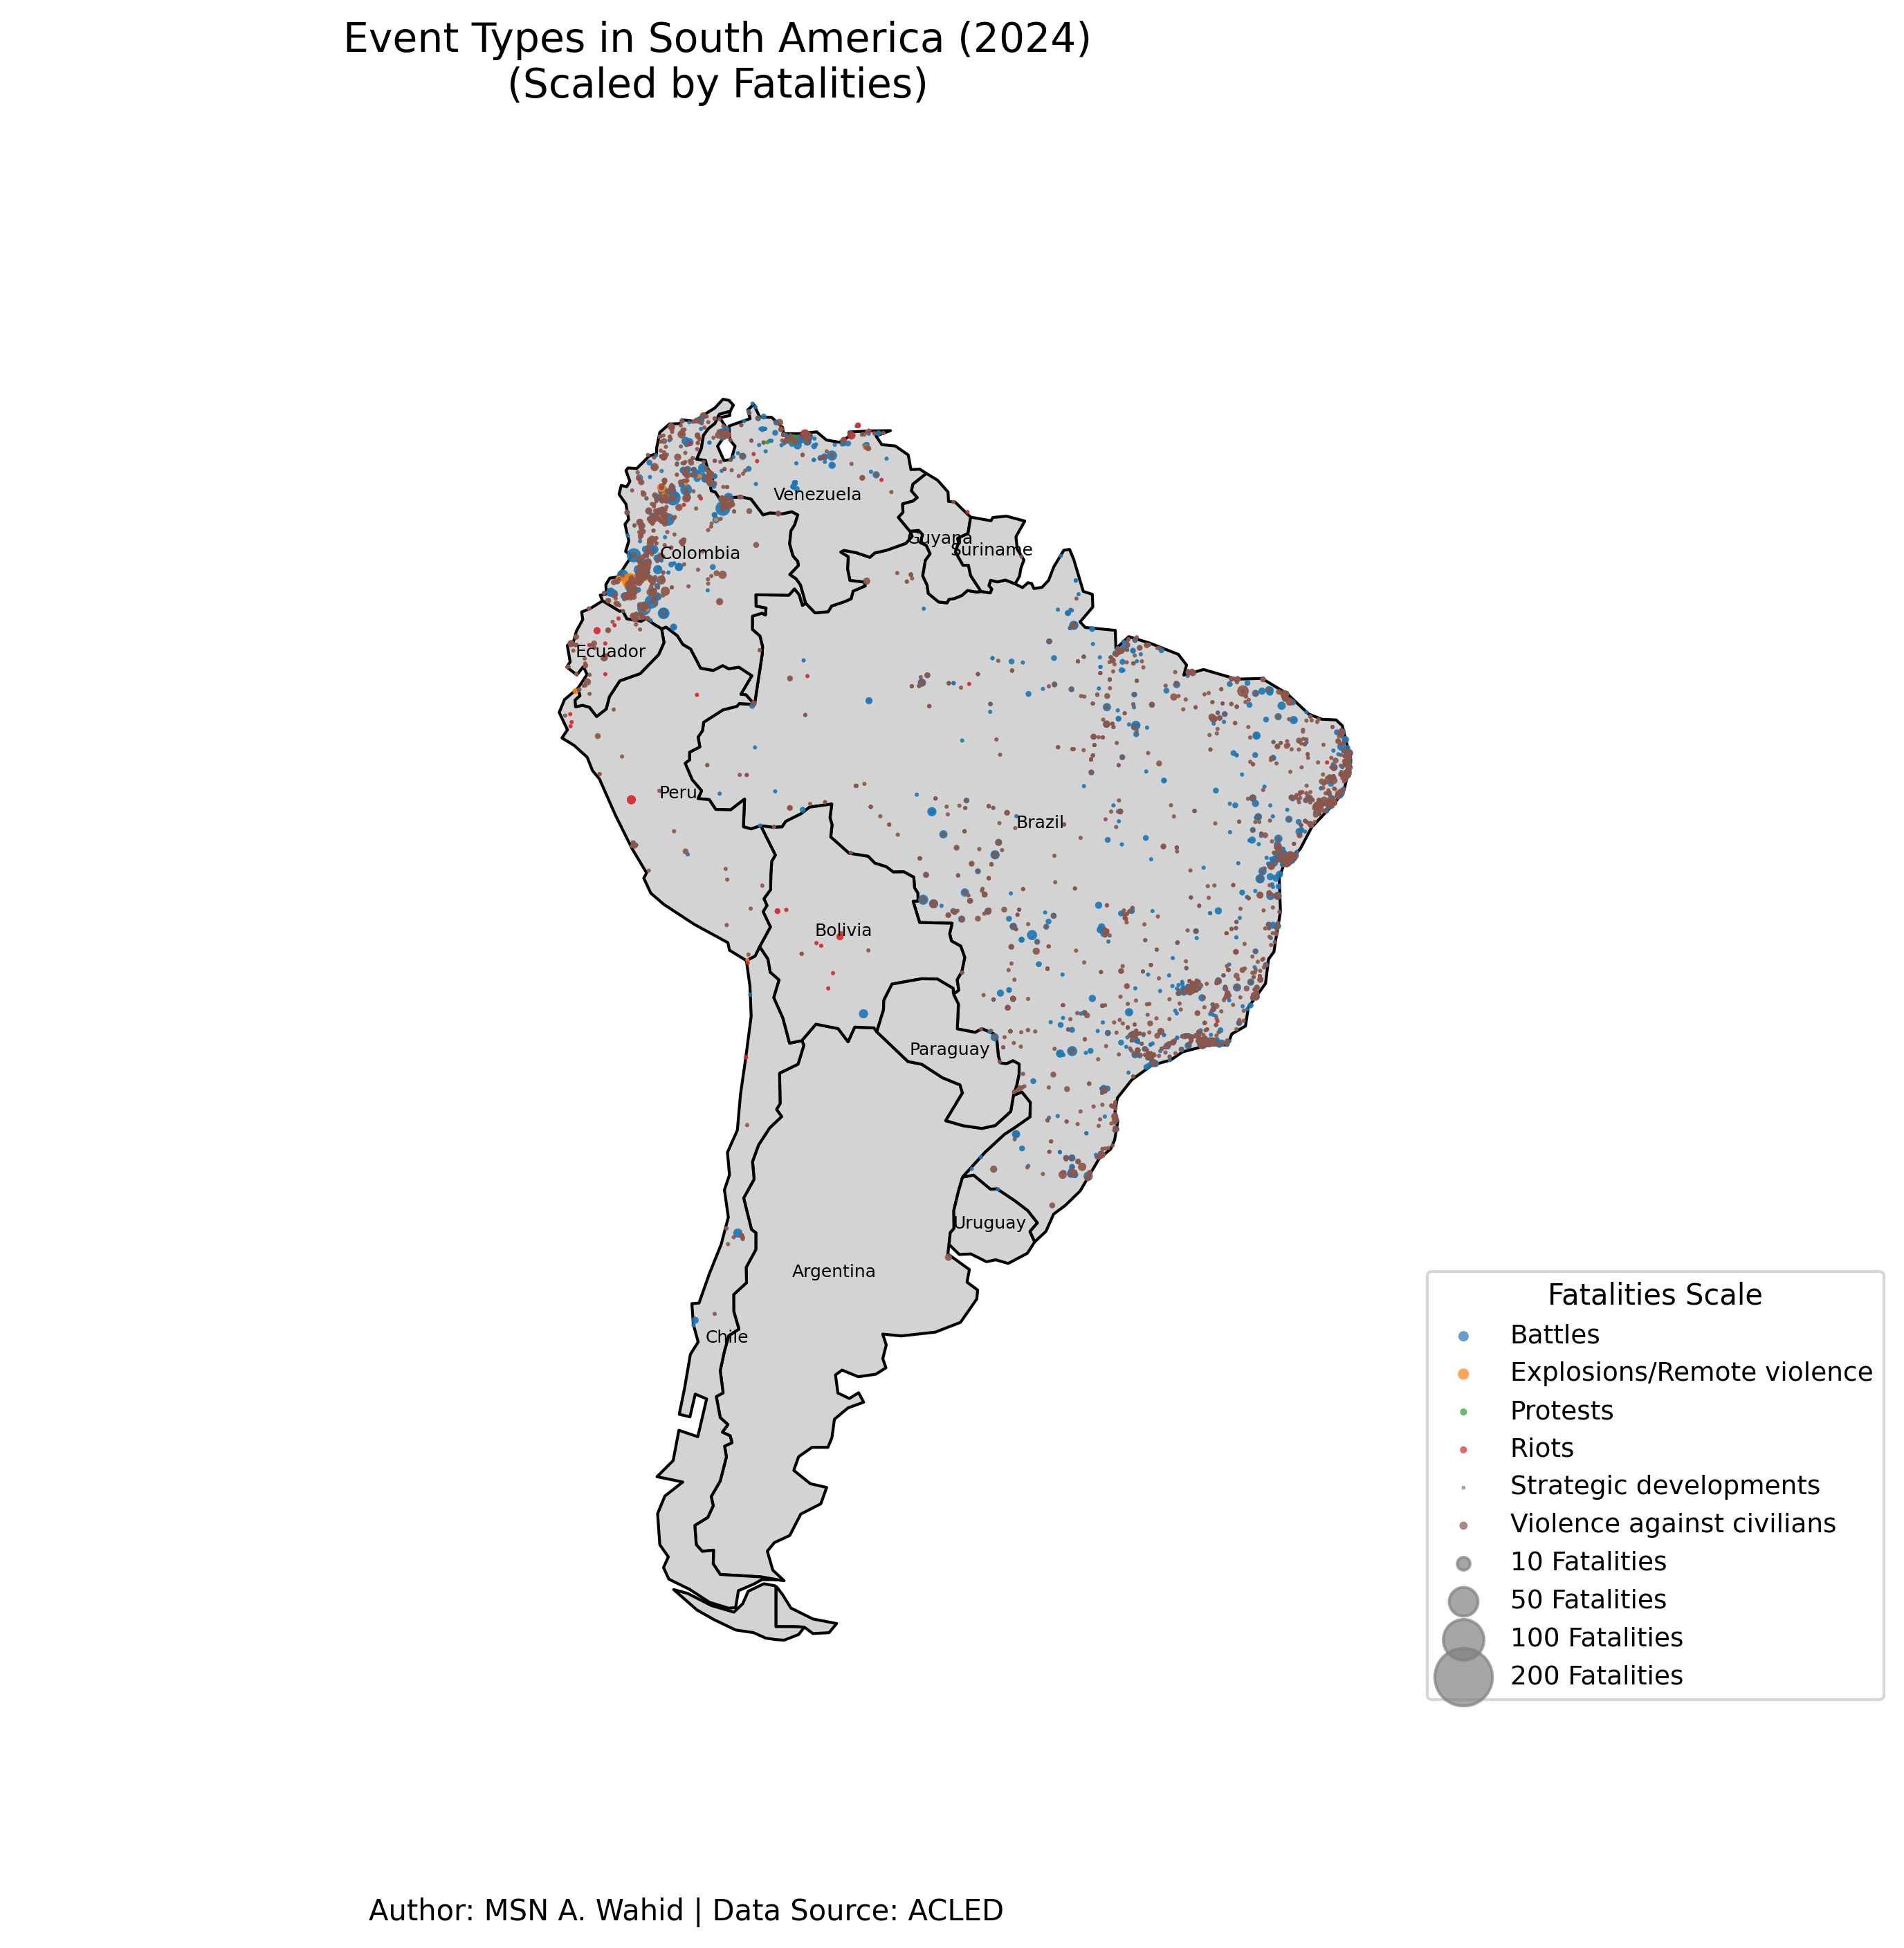 Event Types in South America (2024)
(Scaled by Fatalities)
Venezuela
Guyana
Suriname
Colombia
Ecuador
Peru
Brazil
Bolivia
Paraguay
Uruguay
Argentina
Chile
Fatalities Scale
Battles
Explosions/Remote violence
Protests
Riots
Strategic developments
Violence against civilians
10 Fatalities
50 Fatalities
100 Fatalities
200 Fatalities
Author: MSN A. Wahid | Data Source: ACLED